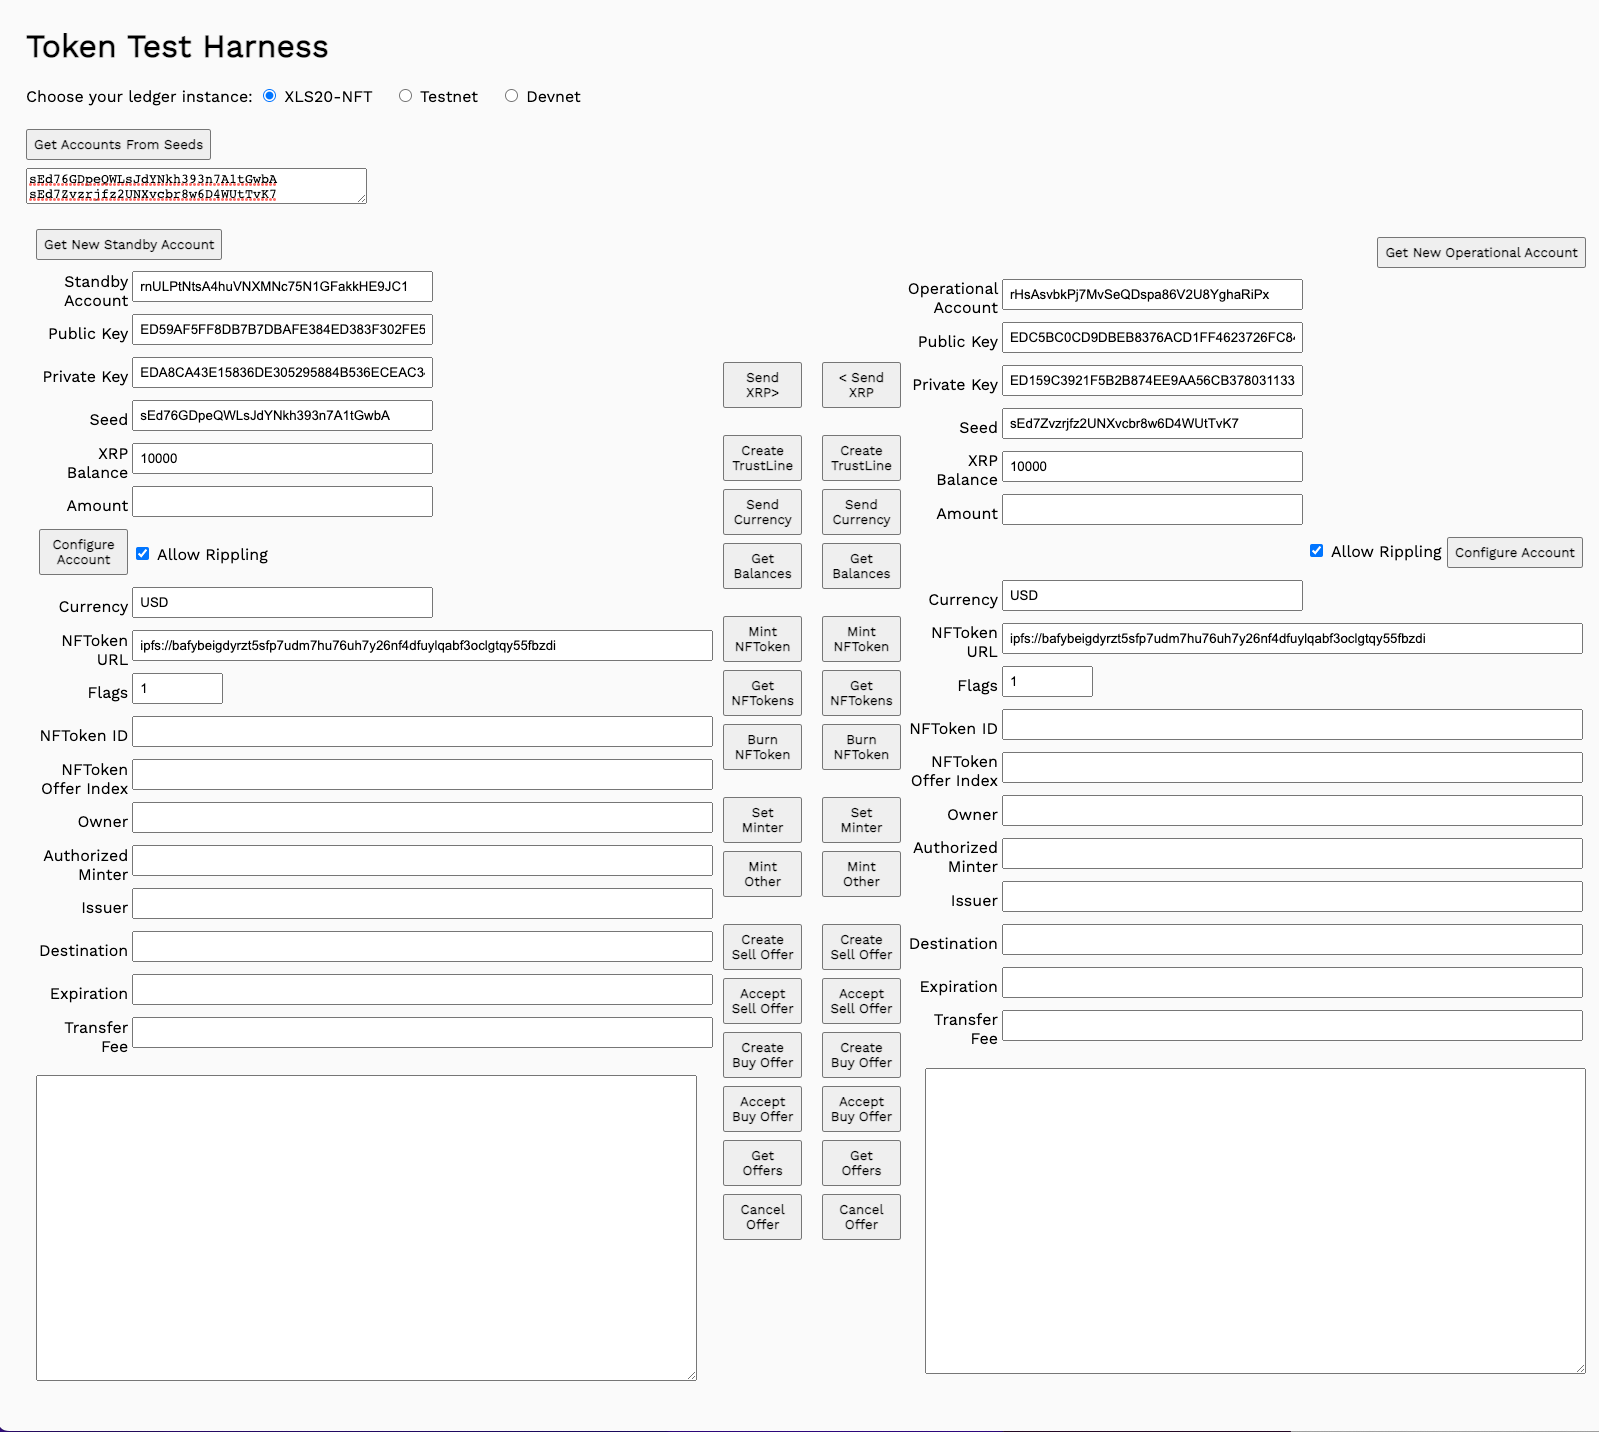 Token Test Harness
Choose your ledger instance: XLS20-NFT Testnet Devnet
Get Accounts From Seeds
sEd76GDpeQWLsJdYNkh393n7A1tGwbA
sEd7Zvzrjfz2UNXvcbr8w6D4WUtTvK7
Get New Standby Account
Standby
Account
rnULPtNtsA4huVNXMNc75N1GFakkHE9JC1
Public Key
ED59AF5FF8DB7B7DBAFE384ED383F302FE5
Private Key
EDA8CA43E15836DE305295884B536ECEAC3
Seed
sEd76GDpeQWLsJdYNkh393n7A1tGwbA
XRP
Balance
10000
Amount
Configure
Account
Allow Rippling
Currency
USD
NFToken
URL
ipfs://bafybeigdyrzt5sfp7udm7hu76uh7y26nf4dfuylqabf3oclgtqy55fbzdi
Flags
1
NFToken ID
NFToken
Offer Index
Owner
Authorized
Minter
Issuer
Destination
Expiration
Transfer
Fee
Send
XRP>
Create
TrustLine
Send
Currency
Get
Balances
Mint
NFToken
Get
NFTokens
Burn
NFToken
Set
Minter
Mint
Other
Create
Sell Offer
Accept
Sell Offer
Create
Buy Offer
Accept
Buy Offer
Get
Offers
Cancel
Offer
< Send
XRP
Create
TrustLine
Send
Currency
Get
Balances
Mint
NFToken
Get
NFTokens
Burn
NFToken
Set
Minter
Mint
Other
Create
Sell Offer
Accept
Sell Offer
Create
Buy Offer
Accept
Buy Offer
Get
Offers
Cancel
Offer
Get New Operational Account
Operational
Account
rHsAsvbkPj7MvSeQDspa86V2U8YghaRiPx
Public Key
EDC5BC0CD9DBEB8376ACD1FF4623726FC8
Private Key
ED159C3921F5B2B874EE9AA56CB378031133
Seed
sEd7Zvzrjfz2UNXvcbr8w6D4WUtTvK7
XRP
Balance
10000
Amount
Allow Rippling
Configure Account
Currency
USD
NFToken
URL
ipfs://bafybeigdyrzt5sfp7udm7hu76uh7y26nf4dfuylqabf3oclgtqy55fbzdi
Flags
1
NFToken ID
NFToken
Offer Index
Owner
Authorized
Minter
Issuer
Destination
Expiration
Transfer
Fee